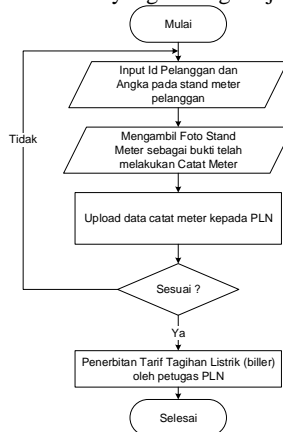 Mulai
Input Id Pelanggan dan
Angka pada stand meter
pelanggan
Tidak
Mengambil Foto Stand
Meter sebagai bukti telah
melakukan Catat Meter
Upload data catat meter kepada PLN
Sesuai ?
Ya
Penerbitan Tarif Tagihan Listrik (biller)
oleh petugas PLN
Selesai